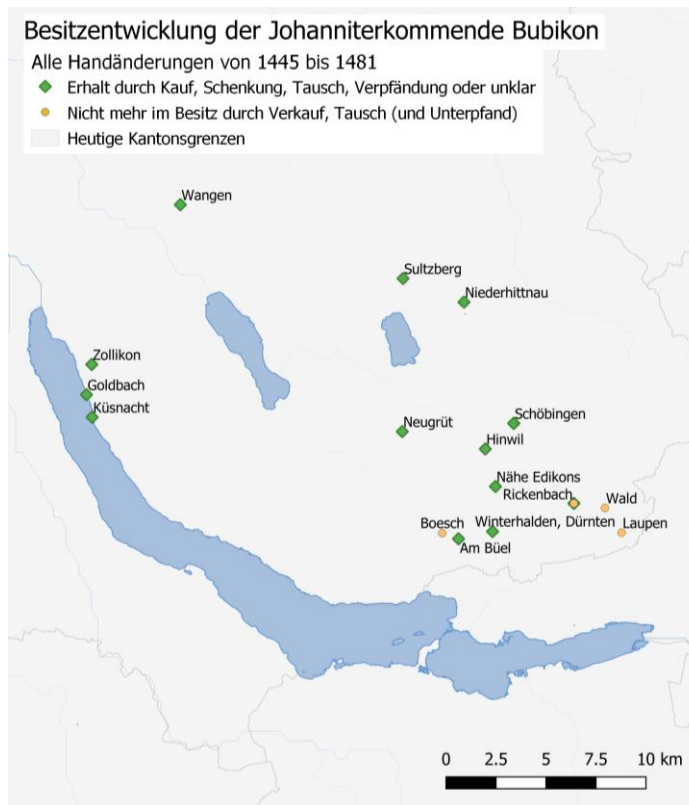 Besitzentwicklung der Johanniterkommende Bubikon
Alle Handänderungen von 1445 bis 1481
Erhalt durch Kauf, Schenkung, Tausch, Verpfändung oder unklar
Nicht mehr im Besitz durch Verkauf, Tausch (und Unterpfand)
Heutige Kantonsgrenzen
Wangen
Sultzberg
Niederhittnau
Zollikon
Goldbach
Küsnacht
Neugrüt
Schöbingen
Hinwil
Nähe Edikons
Rickenbach
Wald
Boesch
Winterhalden, Dürnten
Laupen
Am Büel
0 2.5 5 7.5 10 km